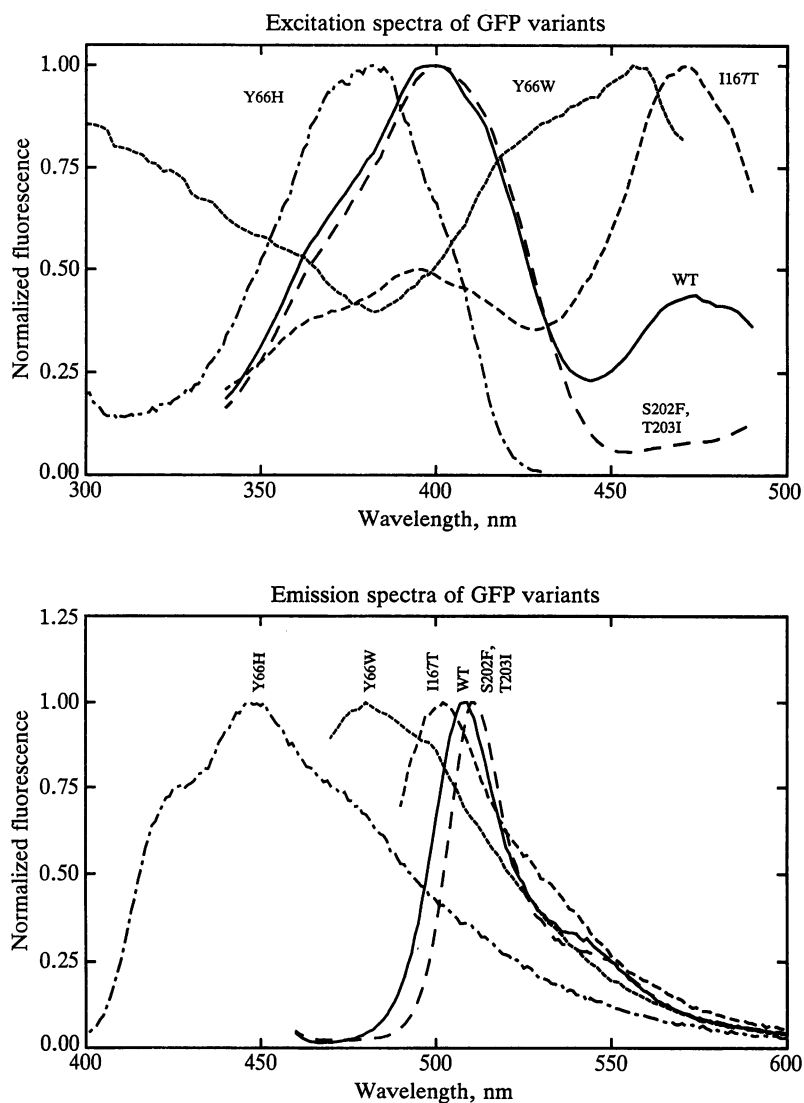 Excitation spectra of GFP variants
1.00
0.75
0.50
0.25
0.00
Normalized fluorescence
Y66H
Y66W
I167T
WT
S202F,
T203I
300
350
400
450
500
Wavelength, nm
Emission spectra of GFP variants
1.25
1.00
0.75
0.50
0.25
0.00
Normalized fluorescence
Y66H
Y66W
I167T
WT
S202F,
T203I
400
450
500
550
600
Wavelength, nm